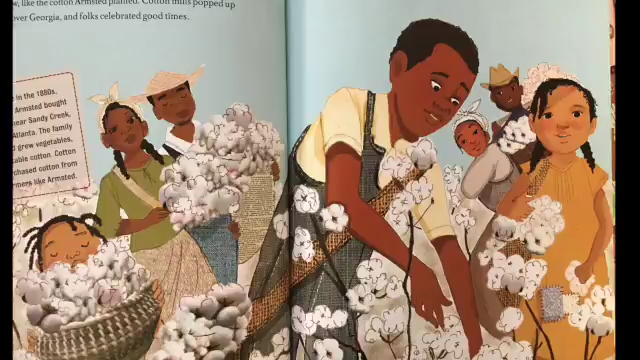 like the cotton Armsted planted. Cotton mills popped up
over Georgia, and folks celebrated good times.
in the 1880s.
Armsted bought
near Sandy Creek,
Atlanta. The family
grew vegetables,
table cotton. Cotton
purchased cotton from
farmers like Armsted.